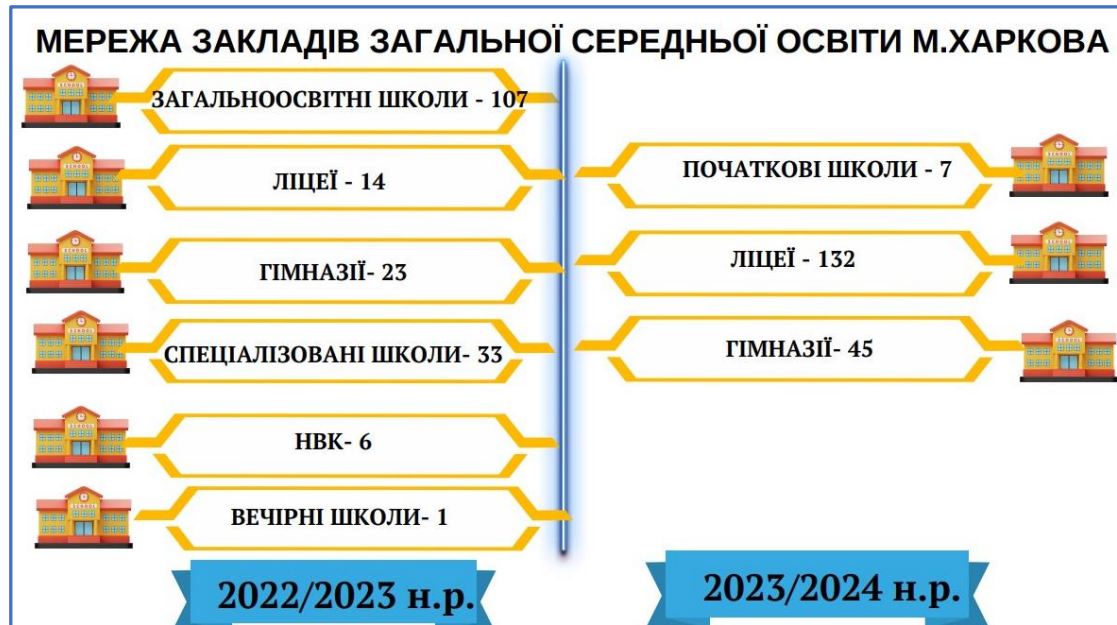 МЕРЕЖА ЗАКЛАДІВ ЗАГАЛЬНОЇ СЕРЕДНЬОЇ ОСВІТИ М.ХАРКОВА
ЗАГАЛЬНООСВІТНІ ШКОЛИ - 107
ЛІЦЕЇ - 14
ГІМНАЗІЇ- 23
СПЕЦІАЛІЗОВАНІ ШКОЛИ- 33
НВК- 6
ВЕЧІРНІ ШКОЛИ- 1
2022/2023 н.р.
ПОЧАТКОВІ ШКОЛИ - 7
ЛІЦЕЇ - 132
ГІМНАЗІЇ- 45
2023/2024 н.р.